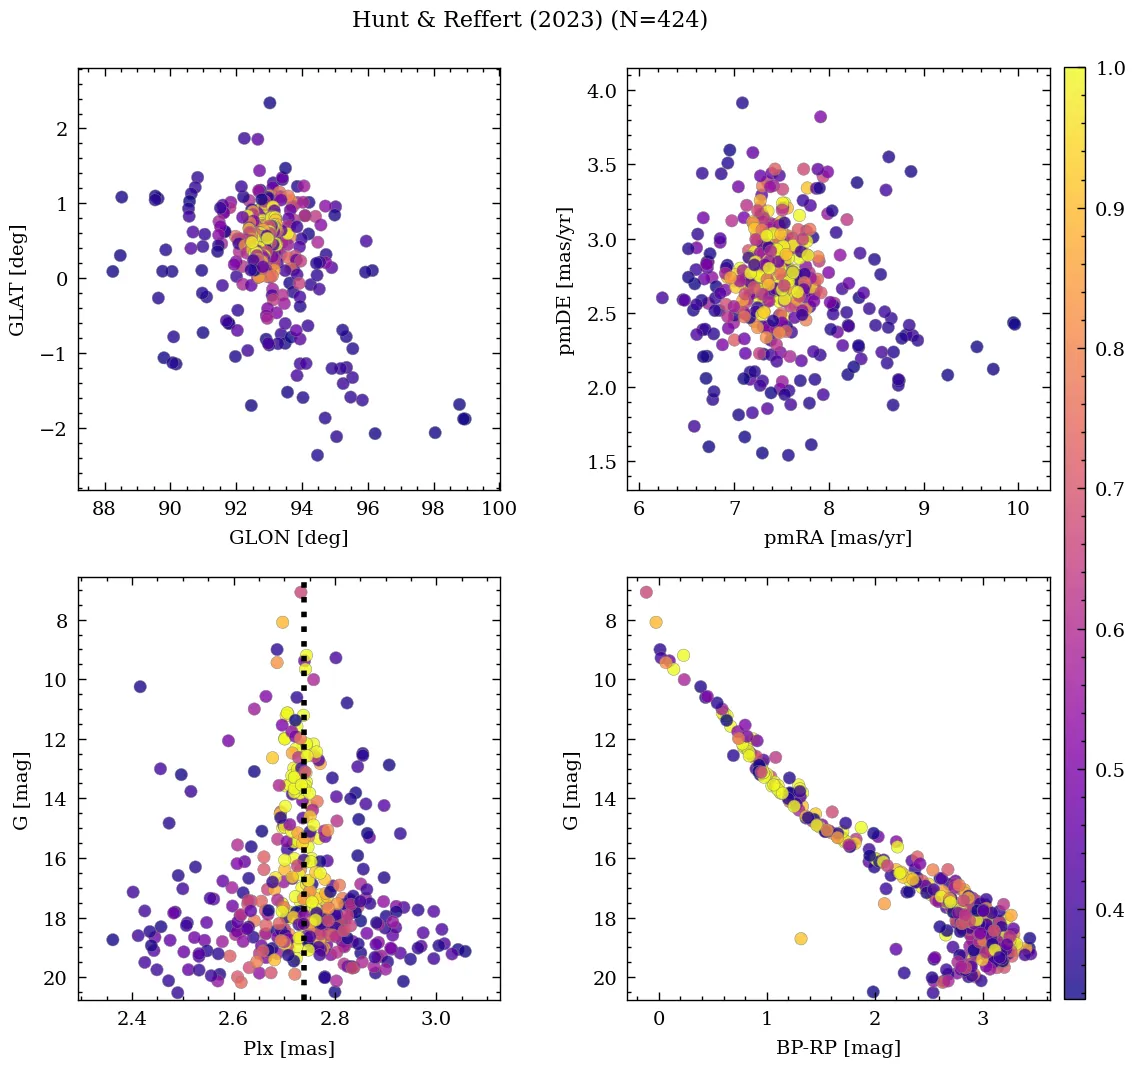 Hunt & Reffert (2023) (N=424)
2
1
0
−1
−2
GLAT [deg]
88 90 92 94 96 98 100
GLON [deg]
4.0
3.5
3.0
2.5
2.0
1.5
pmDE [mas/yr]
6 7 8 9 10
pmRA [mas/yr]
1.0
0.9
0.8
0.7
0.6
0.5
0.4
8
10
12
14
16
18
20
G [mag]
2.4 2.6 2.8 3.0
Plx [mas]
8
10
12
14
16
18
20
G [mag]
0 1 2 3
BP-RP [mag]